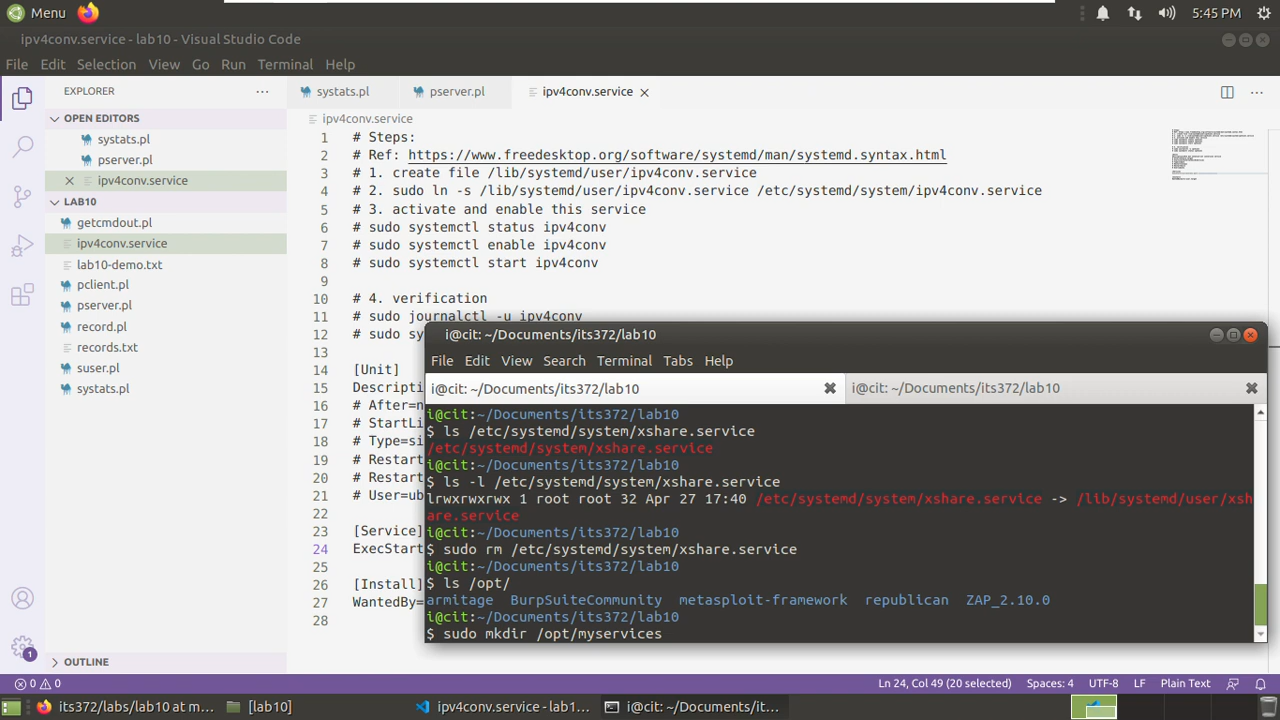 Menu
5:45 PM
ipv4conv.service - lab10 - Visual Studio Code
File Edit Selection View Go Run Terminal Help
EXPLORER
systats.pl pserver.pl ipv4conv.service
OPEN EDITORS
systats.pl
pserver.pl
ipv4conv.service
LAB10
getcmdout.pl
ipv4conv.service
lab10-demo.txt
pclient.pl
pserver.pl
record.pl
records.txt
suser.pl
systats.pl
OUTLINE
ipv4conv.service
1 # Steps:
2 # Ref: https://www.freedesktop.org/software/systemd/man/systemd.syntax.html
3 # 1. create file /lib/systemd/user/ipv4conv.service
4 # 2. sudo ln -s /lib/systemd/user/ipv4conv.service /etc/systemd/system/ipv4conv.service
5 # 3. activate and enable this service
6 # sudo systemctl status ipv4conv
7 # sudo systemctl enable ipv4conv
8 # sudo systemctl start ipv4conv
9
10 # 4. verification
11 # sudo journalctl -u ipv4conv
12 # sudo sy
13
14 [Unit]
15 Descripti
16 # After=n
17 # StartLi
18 # Type=si
19 # Restart
20 # Restart
21 # User=ub
22
23 [Service]
24 ExecStart
25
26 [Install]
27 WantedBy=
28
i@cit: ~/Documents/its372/lab10
File Edit View Search Terminal Tabs Help
i@cit: ~/Documents/its372/lab10 i@cit: ~/Documents/its372/lab10
i@cit:~/Documents/its372/lab10
$ ls /etc/systemd/system/xshare.service
/etc/systemd/system/xshare.service
i@cit:~/Documents/its372/lab10
$ ls -l /etc/systemd/system/xshare.service
lrwxrwxrwx 1 root root 32 Apr 27 17:40 /etc/systemd/system/xshare.service -> /lib/systemd/user/xsh
are.service
i@cit:~/Documents/its372/lab10
$ sudo rm /etc/systemd/system/xshare.service
i@cit:~/Documents/its372/lab10
$ ls /opt/
armitage BurpSuiteCommunity metasploit-framework republican ZAP_2.10.0
i@cit:~/Documents/its372/lab10
$ sudo mkdir /opt/myservices
1
0 0
Ln 24, Col 49 (20 selected) Spaces: 4 UTF-8 LF Plain Text
its372/labs/lab10 at m... [lab10] ipv4conv.service - lab1... i@cit: ~/Documents/its37...